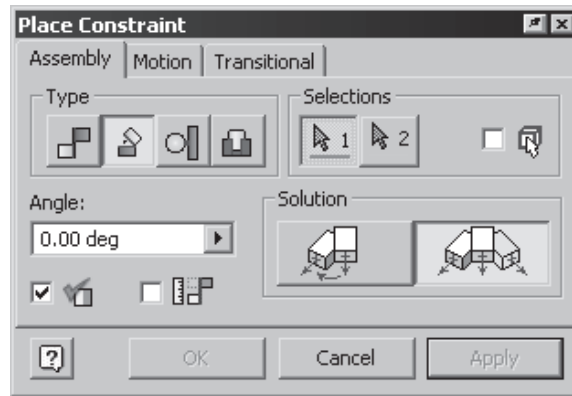 Place Constraint
Assembly Motion Transitional
Type Selections
1 2
Angle: Solution
0.00 deg
? OK Cancel Apply